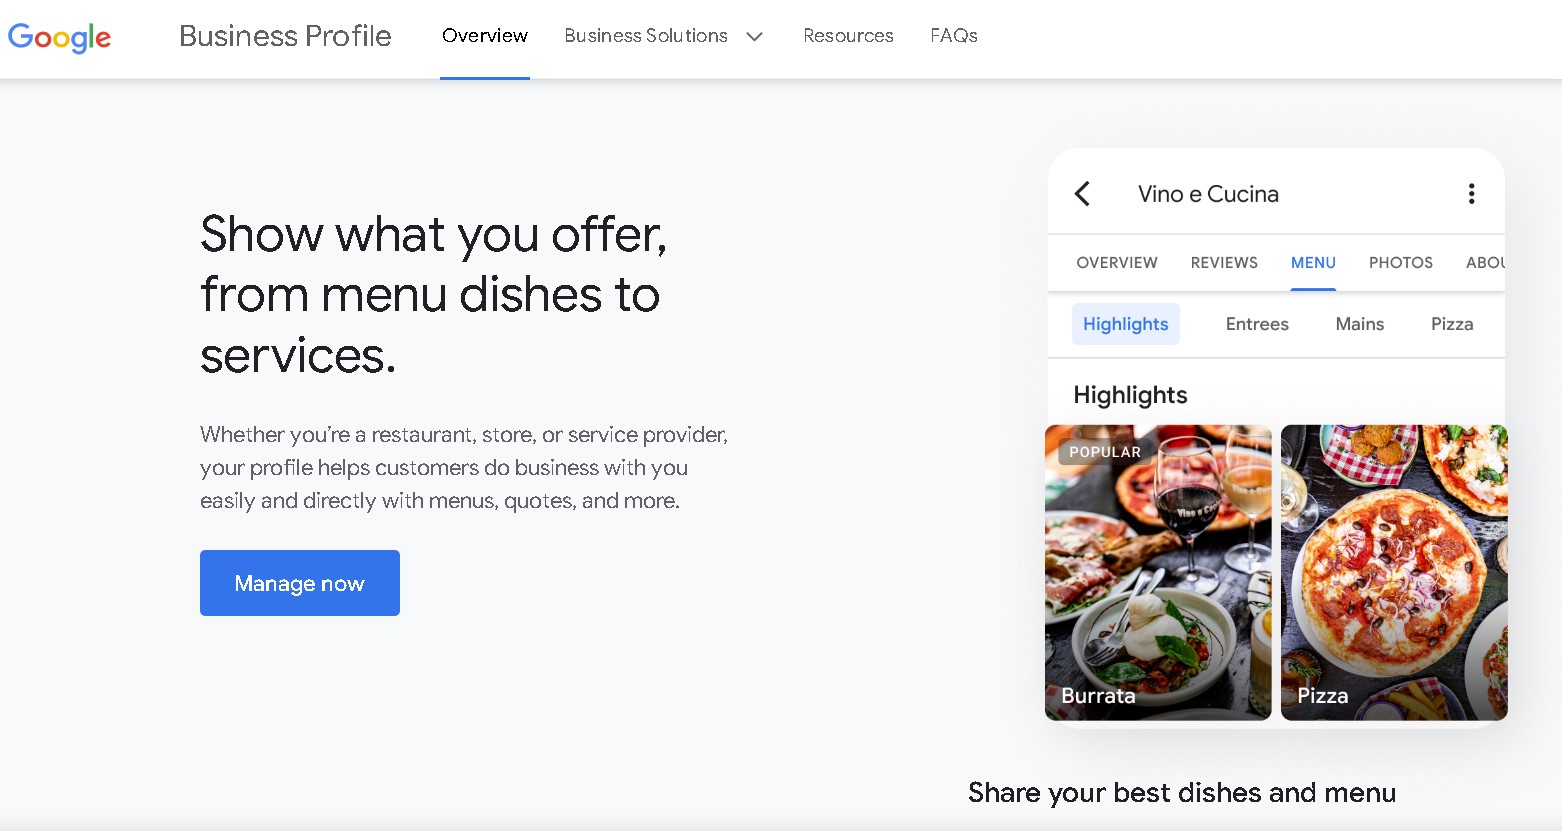 Google Business Profile Overview Business Solutions Resources FAQs
Show what you offer,
from menu dishes to
services.
Whether you're a restaurant, store, or service provider,
your profile helps customers do business with you
easily and directly with menus, quotes, and more.
Manage now
Vino e Cucina
OVERVIEW REVIEWS MENU PHOTOS ABOU
Highlights Entrees Mains Pizza
Highlights
POPULAR
Burrata
Pizza
Share your best dishes and menu